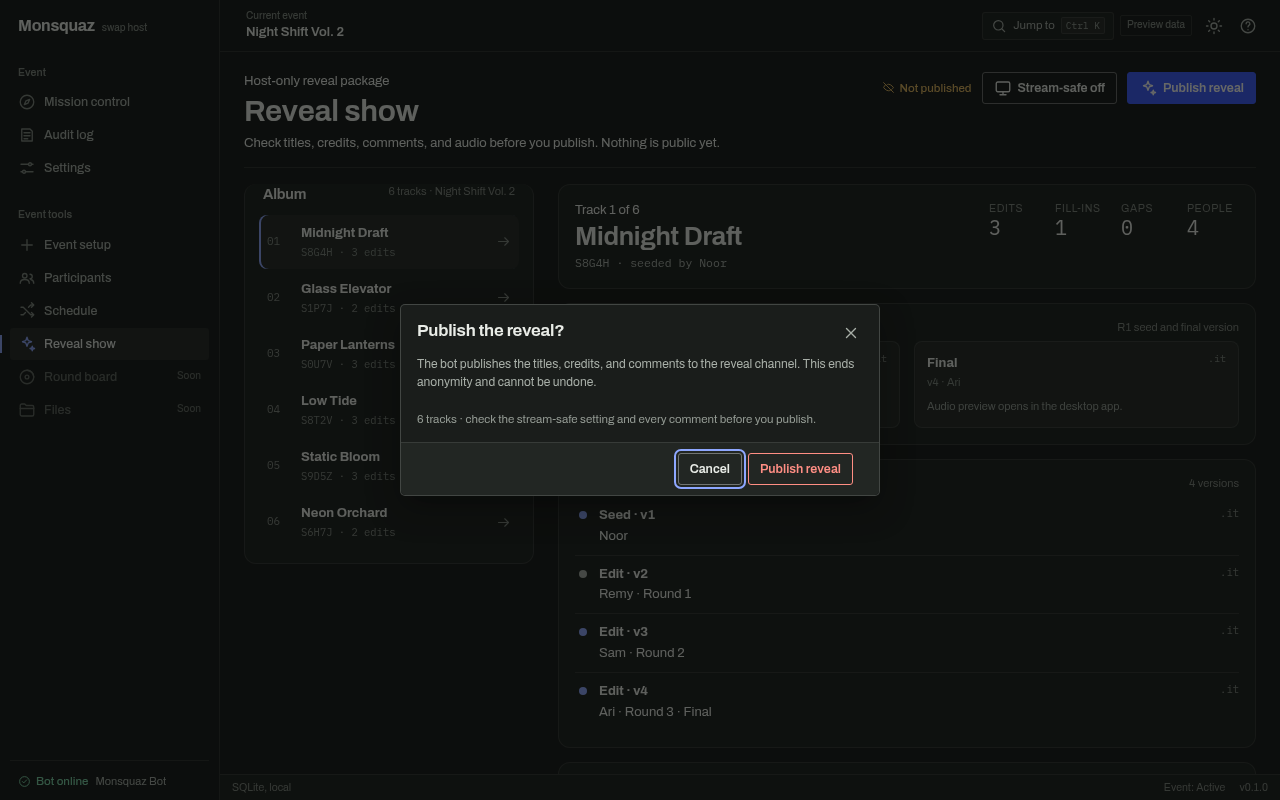 Monsquaz swap host
Event
Mission control
Audit log
Settings
Event tools
Event setup
Participants
Schedule
Reveal show
Round board Soon
Files Soon
Bot online Monsquaz Bot
Current event
Night Shift Vol. 2
Jump to Ctrl K
Preview data
Host-only reveal package
Reveal show
Check titles, credits, comments, and audio before you publish. Nothing is public yet.
Not published
Stream-safe off
Publish reveal
Album 6 tracks · Night Shift Vol. 2
01 Midnight Draft
S8G4H · 3 edits
02 Glass Elevator
S1P7J · 2 edits
03 Paper Lanterns
S0U7V · 3 edits
04 Low Tide
S8T2V · 3 edits
05 Static Bloom
S9D5Z · 3 edits
06 Neon Orchard
S6H7J · 2 edits
Track 1 of 6
Midnight Draft
S8G4H · seeded by Noor
EDITS FILL-INS GAPS PEOPLE
3 1 0 4
R1 seed and final version
Final .it
v4 · Ari
Audio preview opens in the desktop app.
Publish the reveal?
The bot publishes the titles, credits, and comments to the reveal channel. This ends
anonymity and cannot be undone.
6 tracks · check the stream-safe setting and every comment before you publish.
Cancel Publish reveal
4 versions
Seed · v1 .it
Noor
Edit · v2 .it
Remy · Round 1
Edit · v3 .it
Sam · Round 2
Edit · v4 .it
Ari · Round 3 · Final
SQLite, local
Event: Active v0.1.0